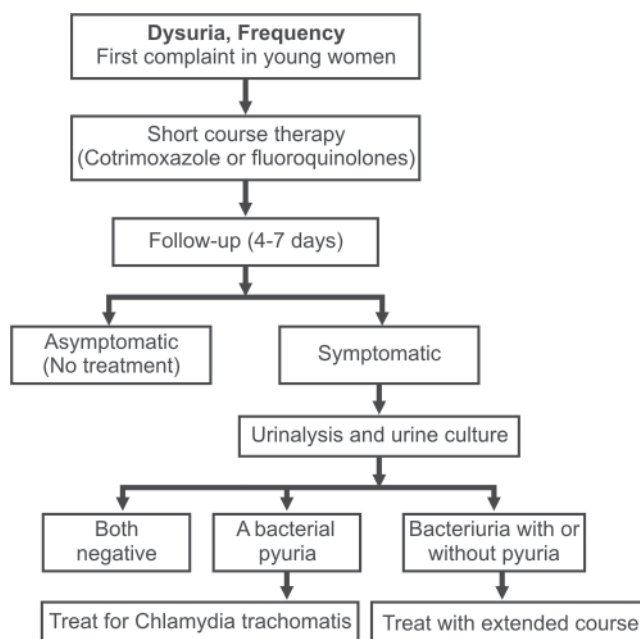 Dysuria, Frequency
First complaint in young women
Short course therapy
(Cotrimoxazole or fluoroquinolones)
Follow-up (4-7 days)
Asymptomatic
(No treatment)
Symptomatic
Urinalysis and urine culture
Both
negative
A bacterial
pyuria
Bacteriuria with or
without pyuria
Treat for Chlamydia trachomatis
Treat with extended course